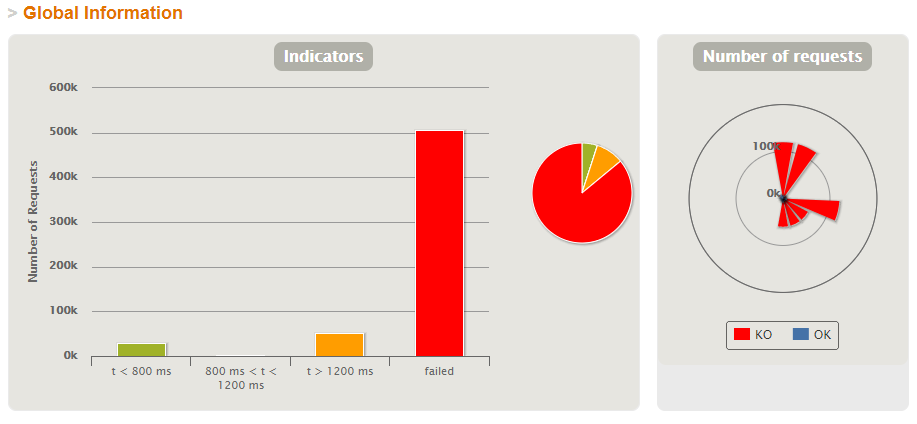 > Global Information
Indicators
Number of Requests
600k
500k
400k
300k
200k
100k
0k
t < 800 ms
800 ms < t <
1200 ms
t > 1200 ms
failed
Number of requests
100k
0k
KO
OK